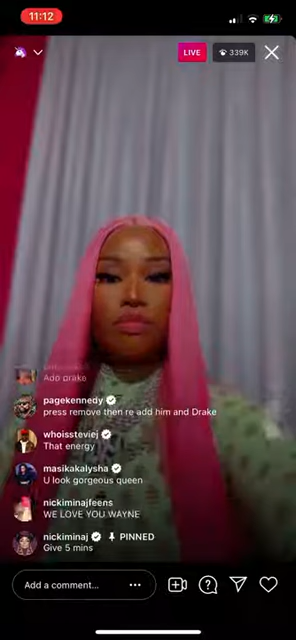 11:12
LIVE
339K
Add drake
pagekennedy
press remove then re add him and Drake
whoissteviej
That energy
masikakalysha
U look gorgeous queen
nickiminajfeens
WE LOVE YOU WAYNE
nickiminaj PINNED
Give 5 mins
Add a comment...